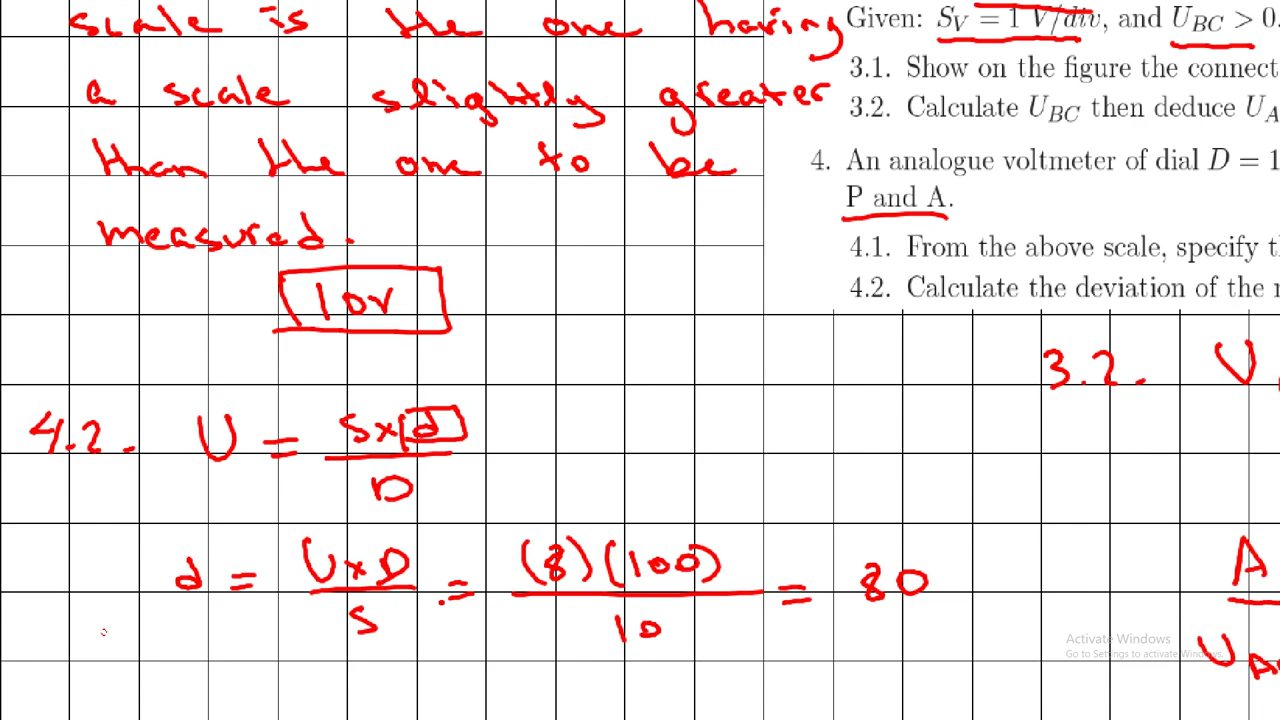 scale is the one having
a scale slightly greater
than the one to be
measured.
10V
4.2. U = S×d / D
d = U×D / S = (8)(100) / 10 = 80
Given: S_V = 1 V/div, and U_BC > 0.
3.1. Show on the figure the connect
3.2. Calculate U_BC then deduce U_A
4. An analogue voltmeter of dial D = 1
P and A.
4.1. From the above scale, specify t
4.2. Calculate the deviation of the
3.2. V
A
U_A
Activate Windows
Go to Settings to activate Windows.